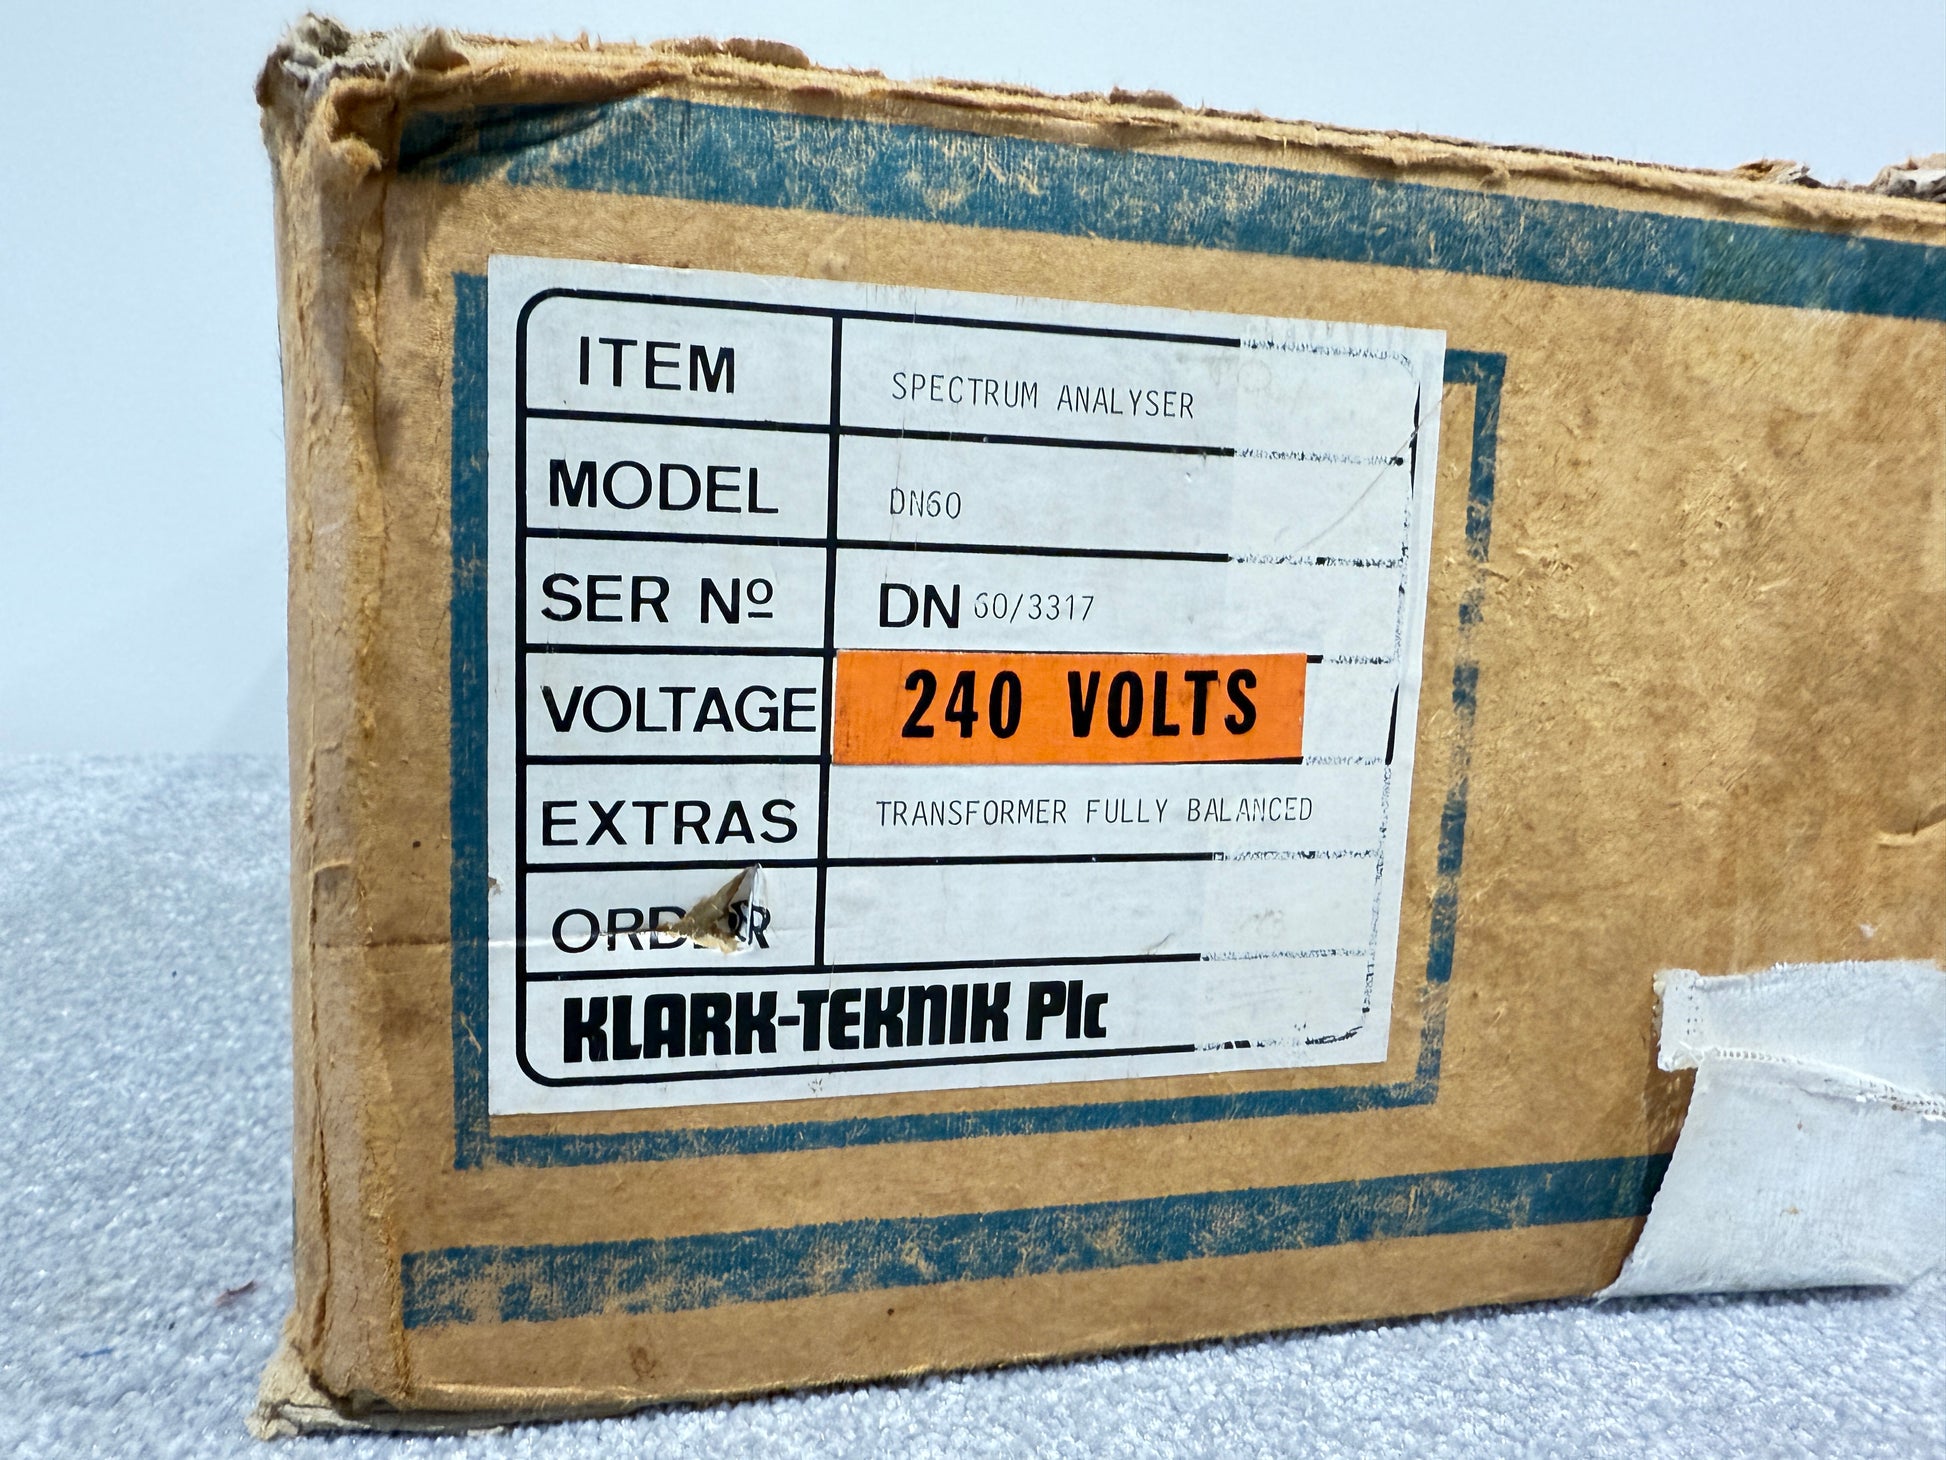 ITEM SPECTRUM ANALYSER
MODEL DN60
SER Nº DN 60/3317
VOLTAGE 240 VOLTS
EXTRAS TRANSFORMER FULLY BALANCED
ORDER
KLARK-TEKNIK Plc